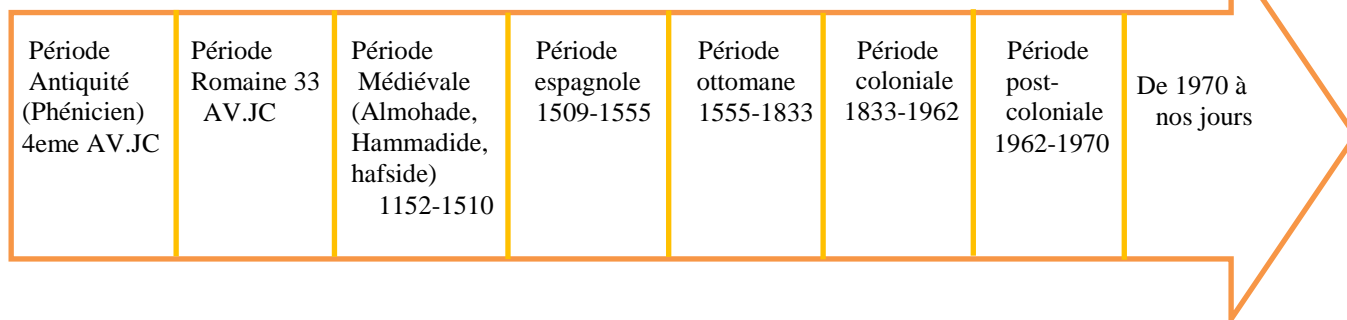 Période
Antiquité
(Phénicien)
4eme AV.JC
Période
Romaine 33
AV.JC
Période
Médiévale
(Almohade,
Hammadide,
hafside)
1152-1510
Période
espagnole
1509-1555
Période
ottomane
1555-1833
Période
coloniale
1833-1962
Période
post-
coloniale
1962-1970
De 1970 à
nos jours